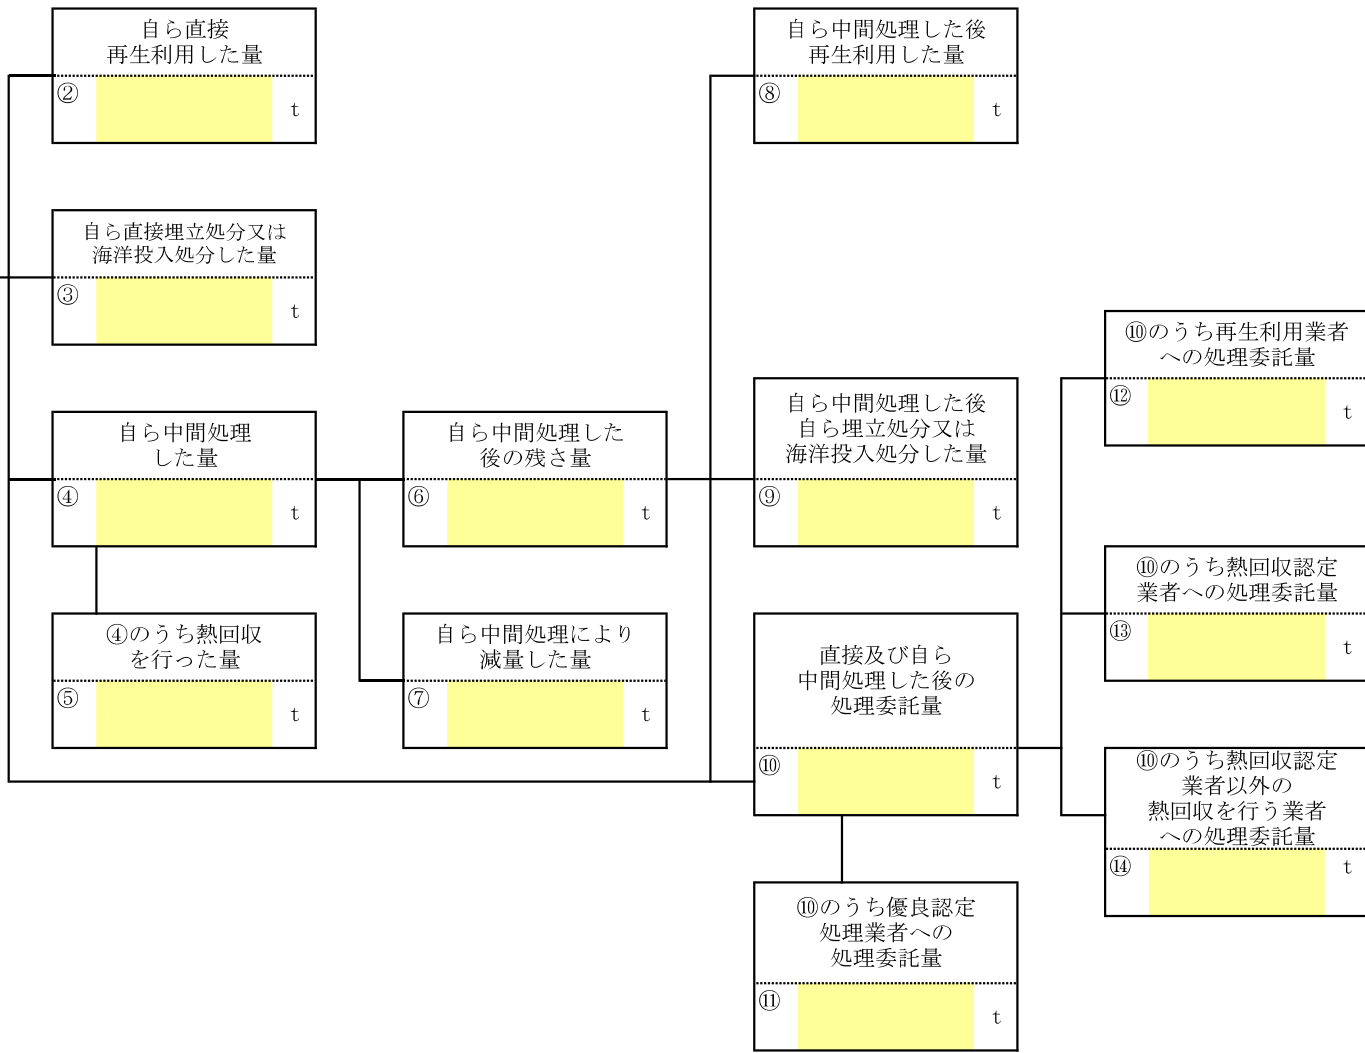 自ら直接
再生利用した量
②
t
自ら直接埋立処分又は
海洋投入処分した量
③
t
自ら中間処理
した量
④
t
④のうち熱回収
を行った量
⑤
t
自ら中間処理した
後の残さ量
⑥
t
自ら中間処理により
減量した量
⑦
t
自ら中間処理した後
再生利用した量
⑧
t
自ら中間処理した後
自ら埋立処分又は
海洋投入処分した量
⑨
t
直接及び自ら
中間処理した後の
処理委託量
⑩
t
⑩のうち優良認定
処理業者への
処理委託量
⑪
t
⑩のうち再生利用業者
への処理委託量
⑫
t
⑩のうち熱回収認定
業者への処理委託量
⑬
t
⑩のうち熱回収認定
業者以外の
熱回収を行う業者
への処理委託量
⑭
t